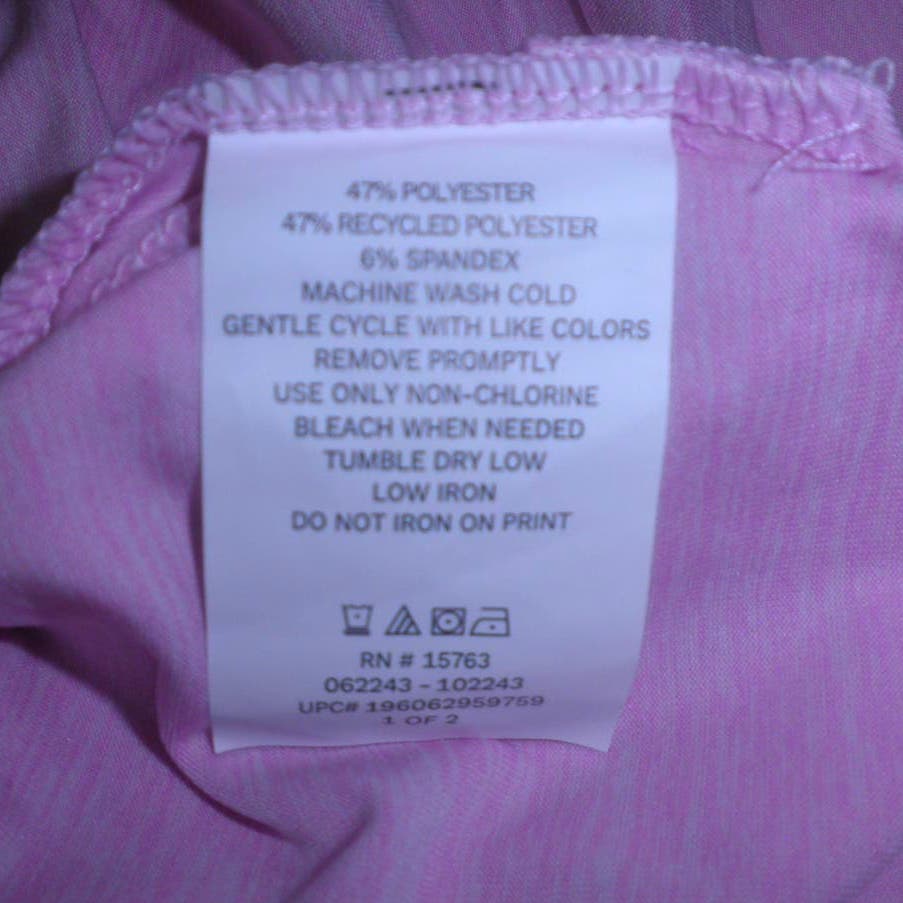 47% POLYESTER
47% RECYCLED POLYESTER
6% SPANDEX
MACHINE WASH COLD
GENTLE CYCLE WITH LIKE COLORS
REMOVE PROMPTLY
USE ONLY NON-CHLORINE
BLEACH WHEN NEEDED
TUMBLE DRY LOW
LOW IRON
DO NOT IRON ON PRINT
RN # 15763
062243 - 102243
UPC# 196062959759
1 OF 2